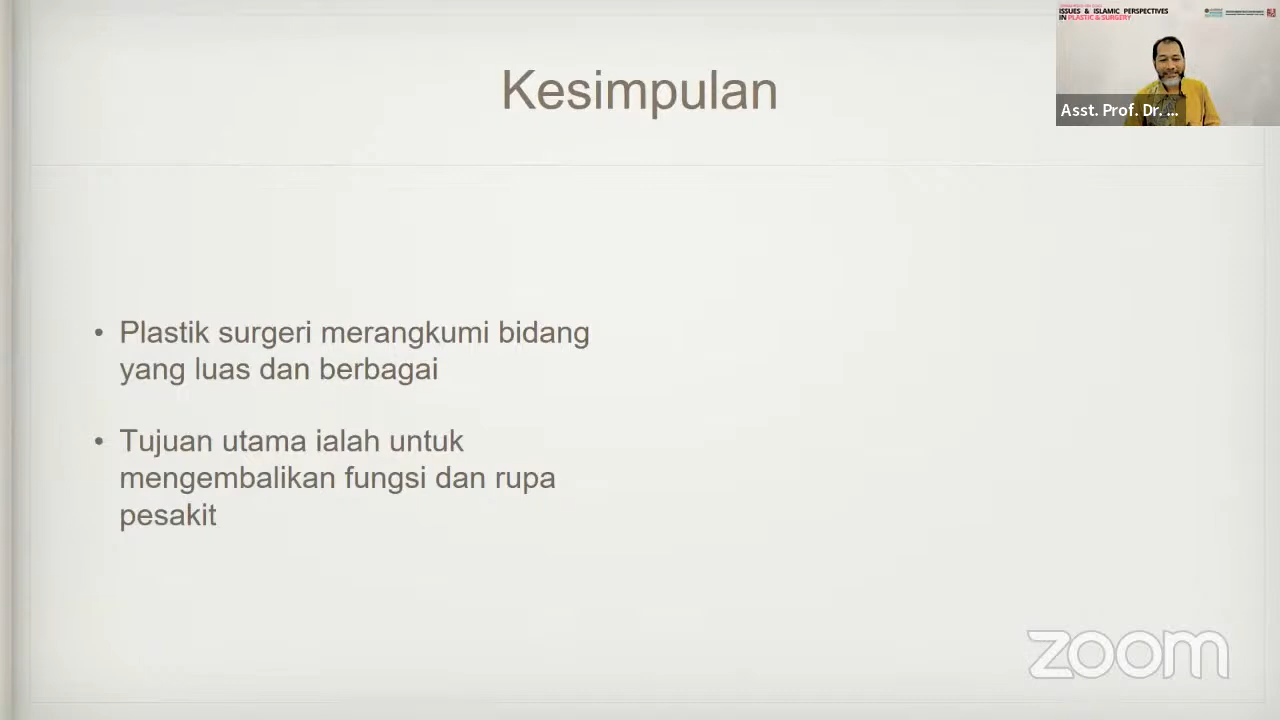 ISSUES & ISLAMIC PERSPECTIVES
IN PLASTIC & SURGERY
Asst. Prof. Dr. ...
Kesimpulan
• Plastik surgeri merangkumi bidang
yang luas dan berbagai
• Tujuan utama ialah untuk
mengembalikan fungsi dan rupa
pesakit
zoom